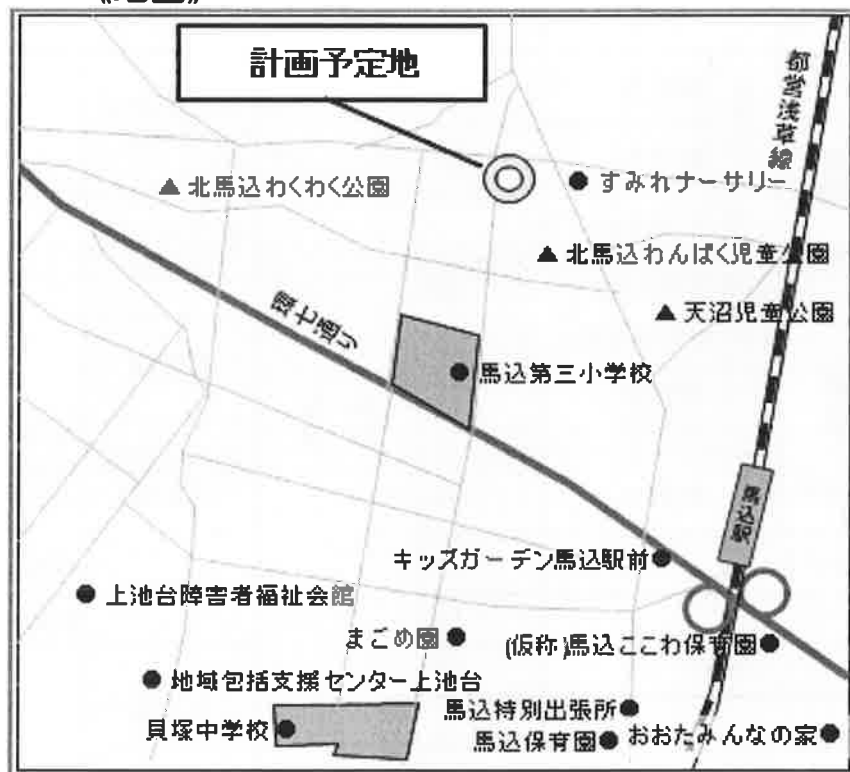 計画予定地
都営浅草線
▲ 北馬込わくわく公園
● すみれナーサリー
▲ 北馬込わんぱく児童公園
▲ 天沼児童公園
環七通り
● 馬込第三小学校
馬込駅
キッズガーデン馬込駅前●
● 上池台障害者福祉会館
まごめ園●
(仮称)馬込ここわ保育園●
● 地域包括支援センター上池台
馬込特別出張所●
貝塚中学校●
馬込保育園●
おおたみんなの家●